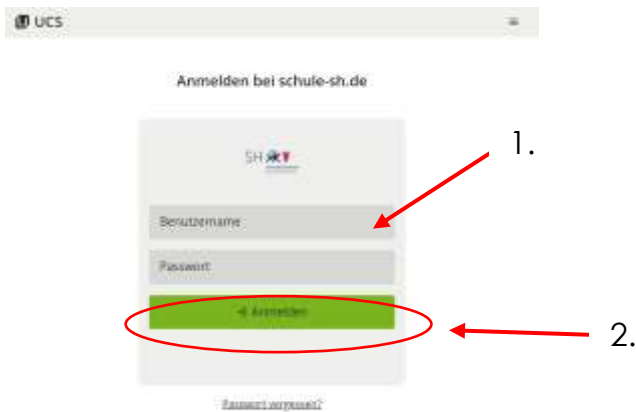 UCS
Anmelden bei schule-sh.de
SH
1.
Benutzername
Passwort
Anmelden
2.
Passwort vergessen?